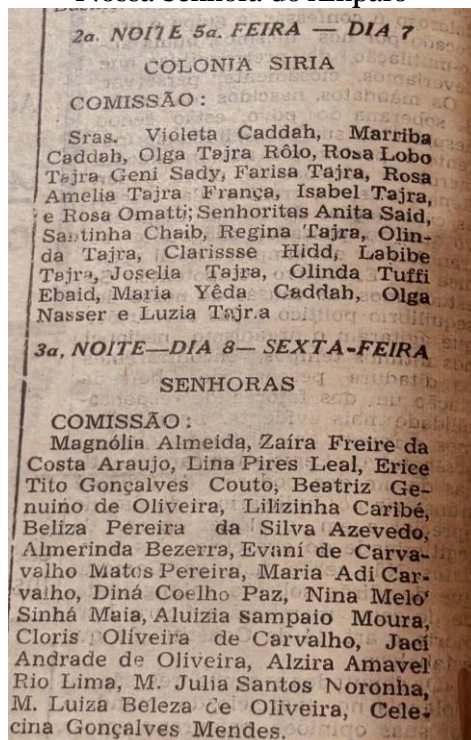 Nossa Senhora do Amparo
2a. NOITE 5a. FEIRA — DIA 7
COLONIA SIRIA
COMISSÃO:
Sras. Violeta Caddah, Marriba
Caddah, Olga Tajra Rôlo, Rosa Lobo
Tajra, Geni Sady, Farisa Tajra, Rosa
Amelia Tajra França, Isabel Tajra,
e Rosa Omatti; Senhoritas Anita Said,
Santinha Chaib, Regina Tajra, Olin-
da Tajra, Clarissse Hidd, Labibe
Tajra, Joselia Tajra, Olinda Tuffi
Ebaid, Maria Yêda Caddah, Olga
Nasser e Luzia Tajr.a
3a, NOITE—DIA 8— SEXTA-FEIRA
SENHORAS
COMISSÃO:
Magnólia Almeida, Zaíra Freire da
Costa Araujo, Lina Pires Leal, Erice
Tito Gonçalves Couto, Beatriz Ge-
nuino de Oliveira, Lilizinha Caribé,
Beliza Pereira da Silva Azevedo,
Almerinda Bezerra, Evaní de Carva-
valho Matos Pereira, Maria Adi Car-
valho, Diná Coelho Paz, Nina Melo
Sinhá Maia, Aluizia sampaio Moura,
Cloris Oliveira de Carvalho, Jací
Andrade de Oliveira, Alzira Amavel
Rio Lima, M. Julia Santos Noronha,
M. Luiza Beleza de Oliveira, Cele-
cina Gonçalves Mendes.